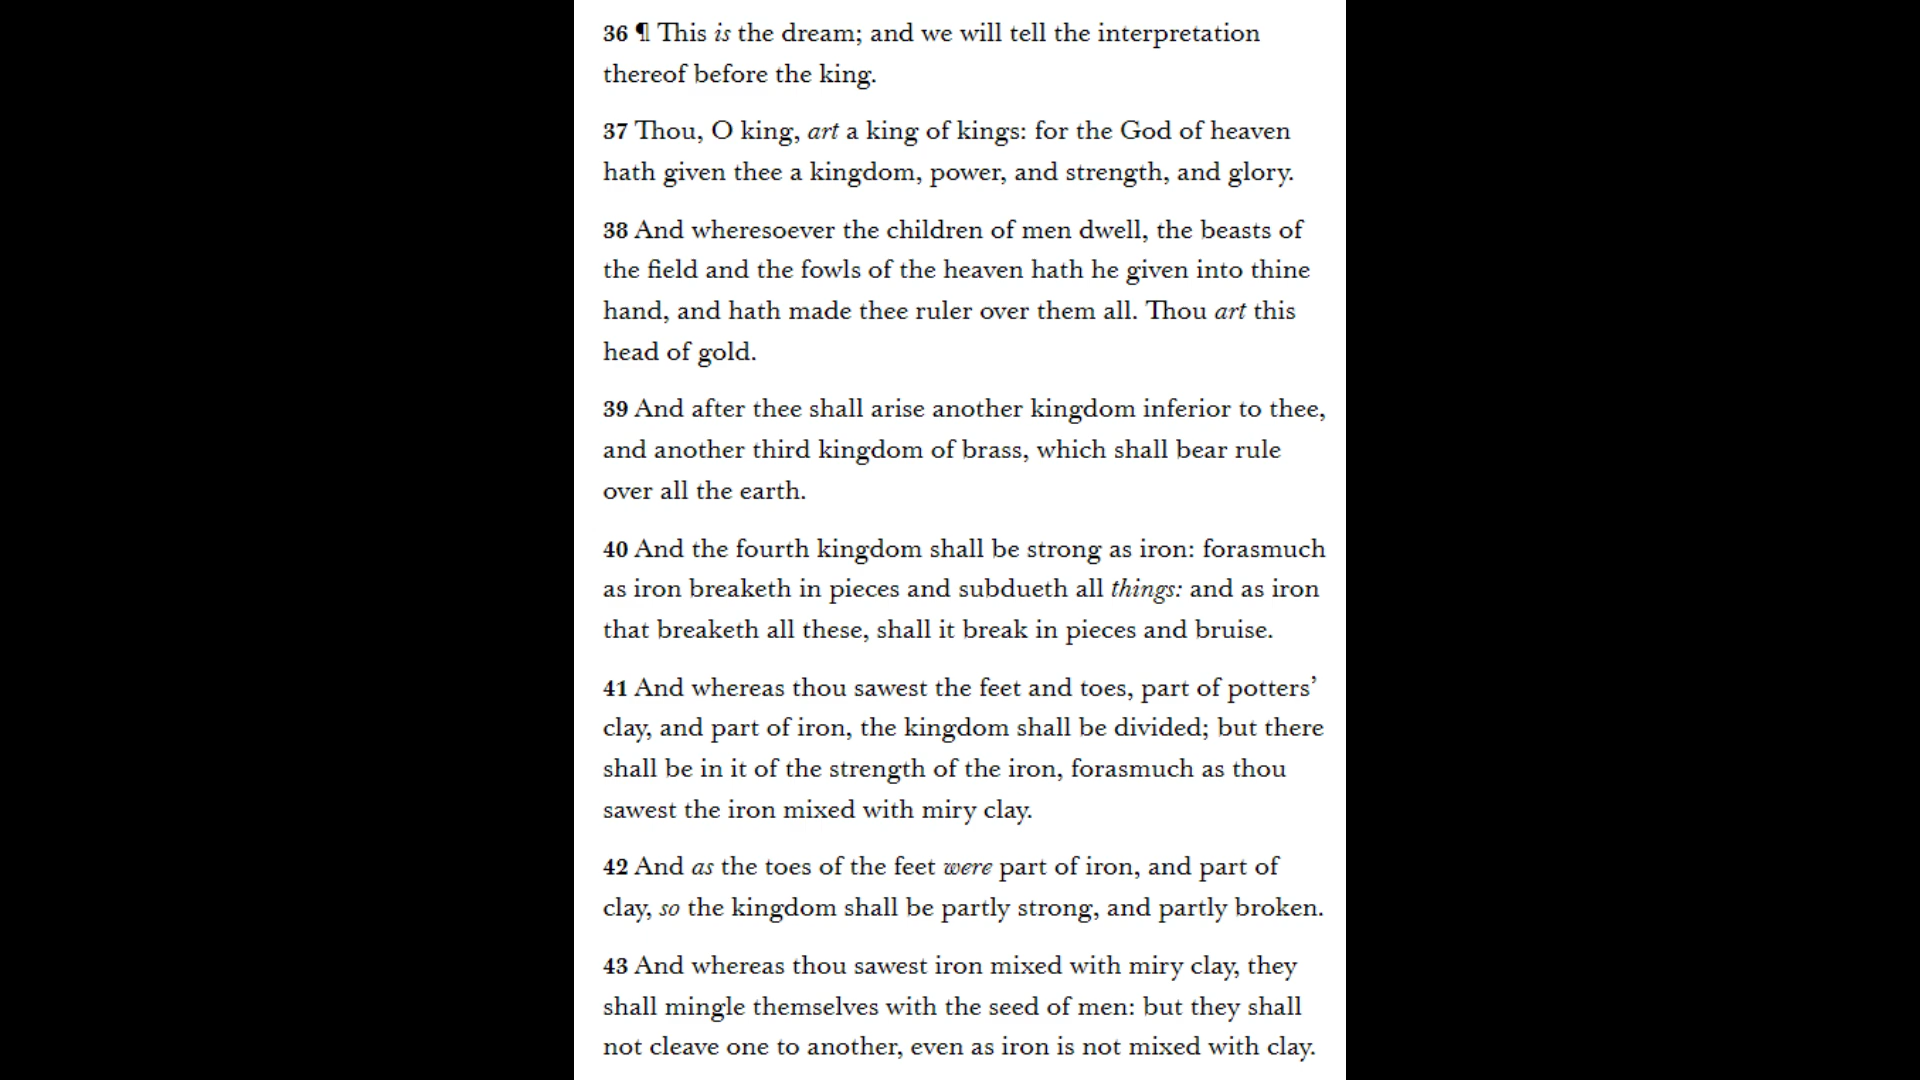 36 ¶ This is the dream; and we will tell the interpretation
thereof before the king.
37 Thou, O king, art a king of kings: for the God of heaven
hath given thee a kingdom, power, and strength, and glory.
38 And wheresoever the children of men dwell, the beasts of
the field and the fowls of the heaven hath he given into thine
hand, and hath made thee ruler over them all. Thou art this
head of gold.
39 And after thee shall arise another kingdom inferior to thee,
and another third kingdom of brass, which shall bear rule
over all the earth.
40 And the fourth kingdom shall be strong as iron: forasmuch
as iron breaketh in pieces and subdueth all things: and as iron
that breaketh all these, shall it break in pieces and bruise.
41 And whereas thou sawest the feet and toes, part of potters’
clay, and part of iron, the kingdom shall be divided; but there
shall be in it of the strength of the iron, forasmuch as thou
sawest the iron mixed with miry clay.
42 And as the toes of the feet were part of iron, and part of
clay, so the kingdom shall be partly strong, and partly broken.
43 And whereas thou sawest iron mixed with miry clay, they
shall mingle themselves with the seed of men: but they shall
not cleave one to another, even as iron is not mixed with clay.